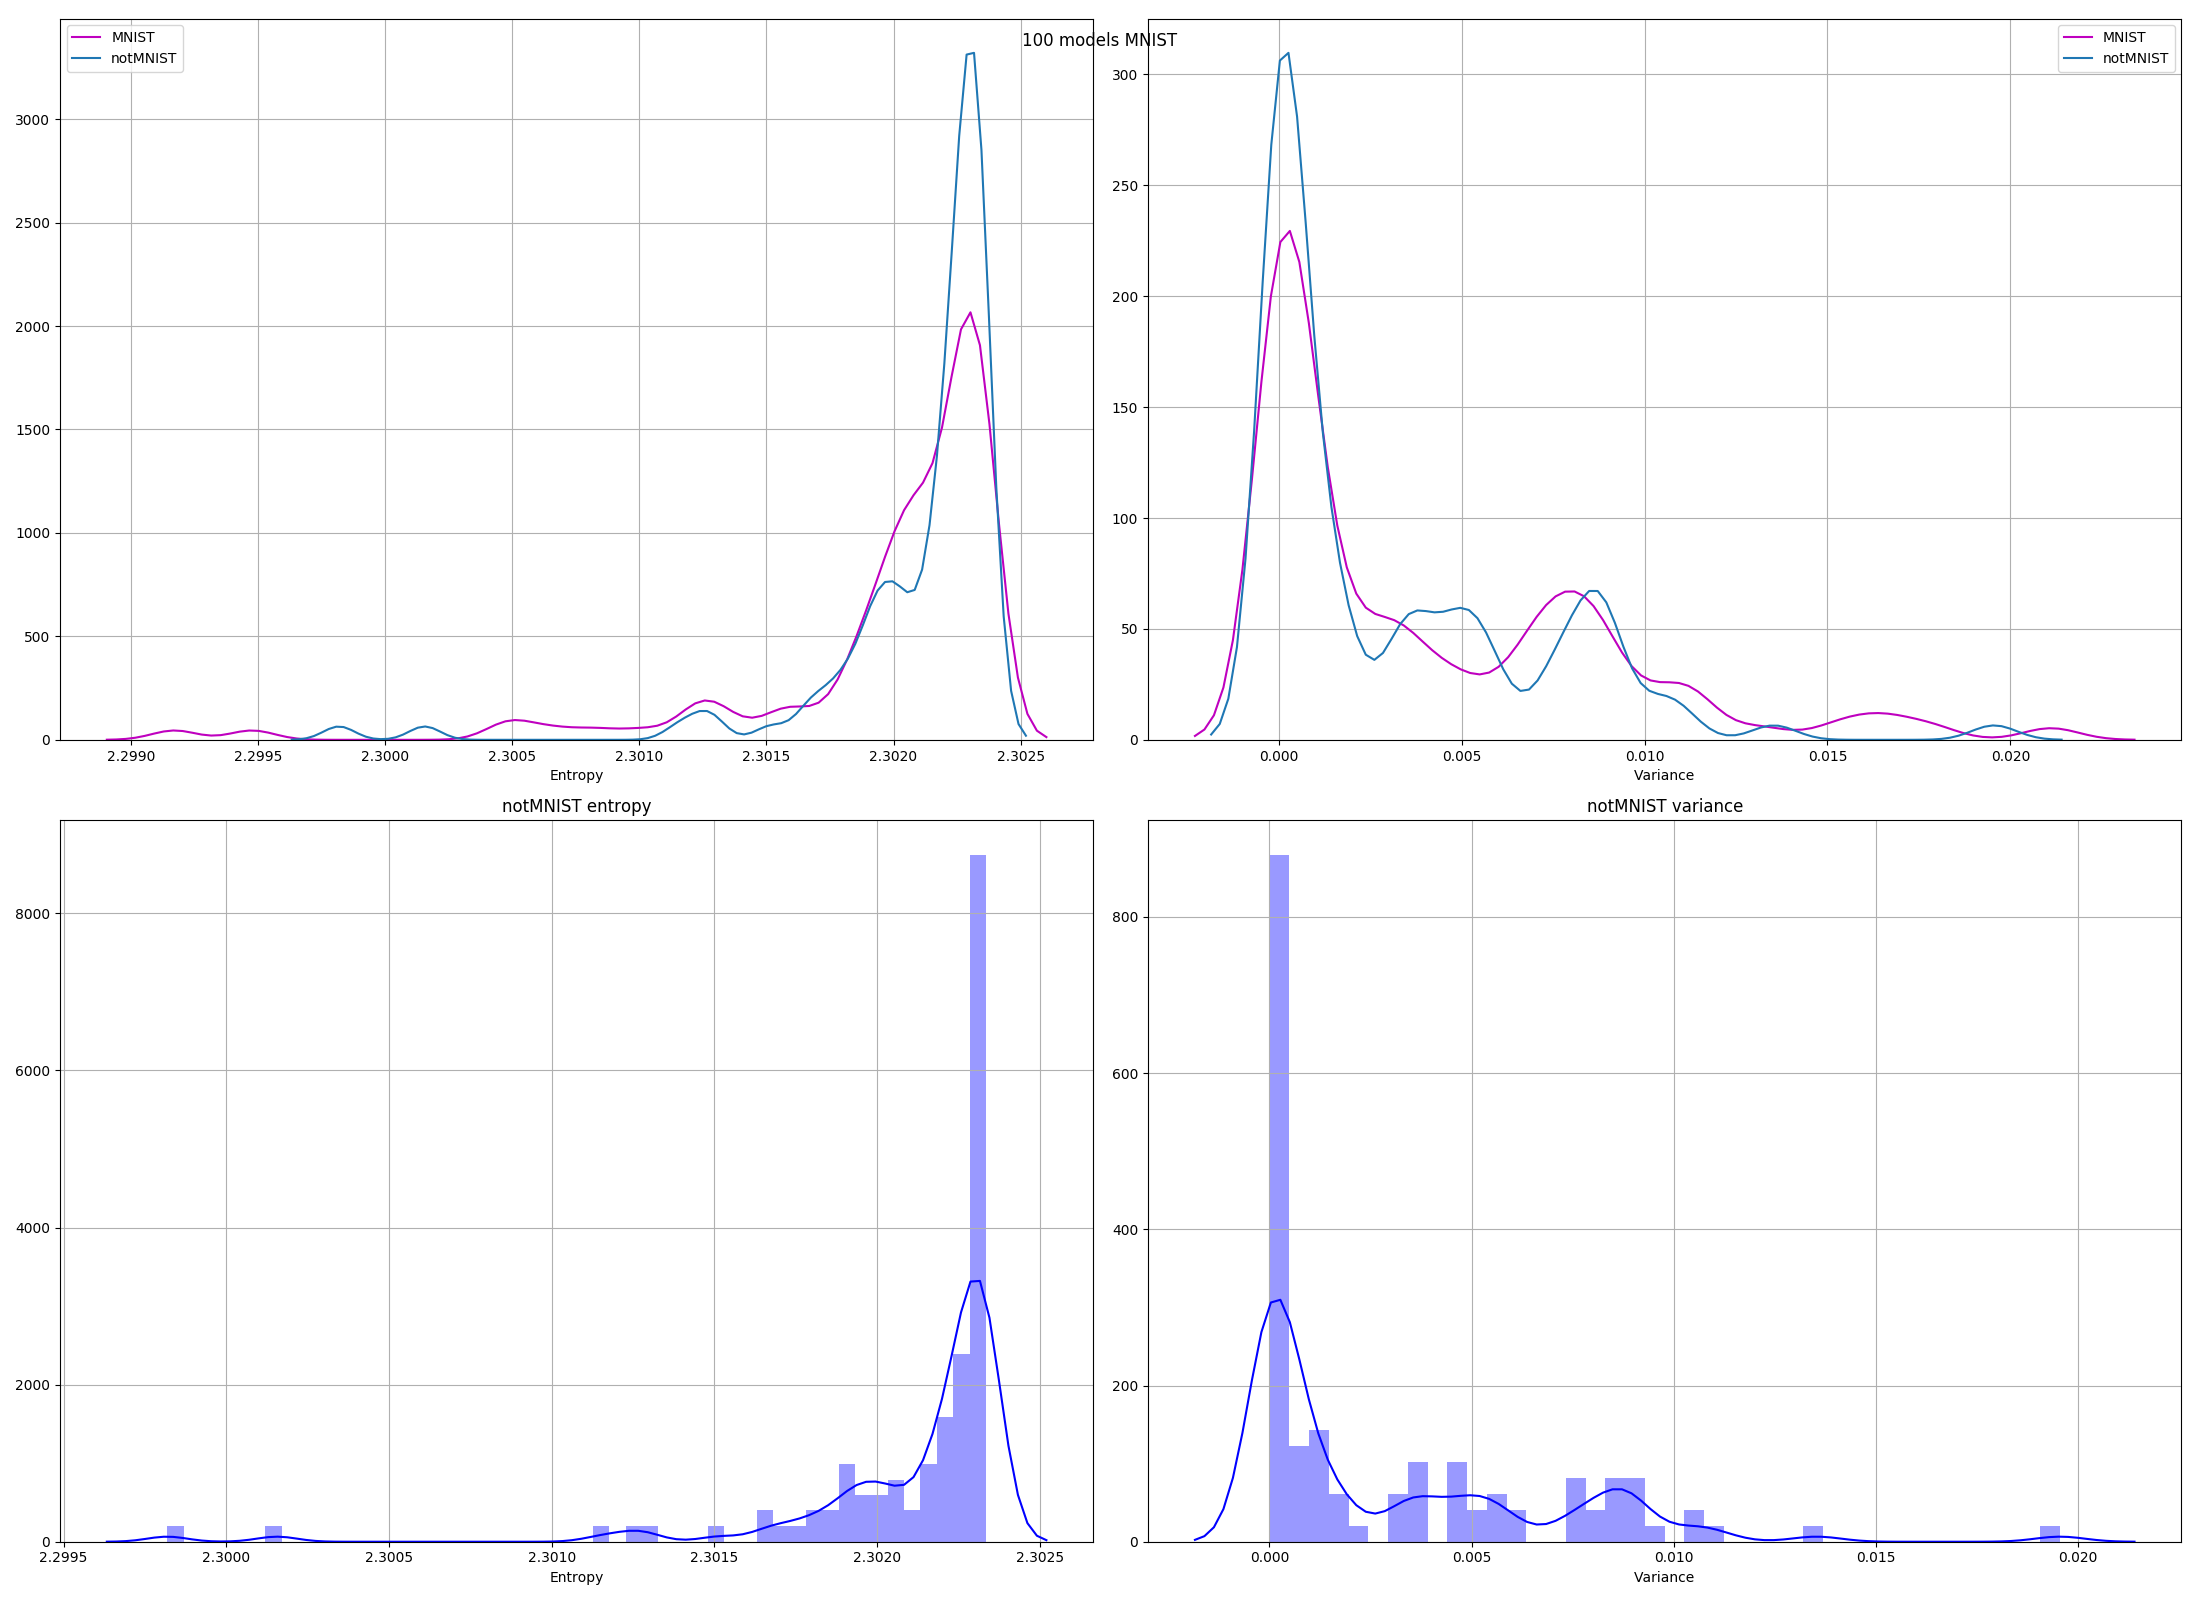 100 models MNIST
MNIST
notMNIST
3000
2500
2000
1500
1000
500
0
2.2990 2.2995 2.3000 2.3005 2.3010 2.3015 2.3020 2.3025
Entropy
MNIST
notMNIST
300
250
200
150
100
50
0
0.000 0.005 0.010 0.015 0.020
Variance
notMNIST entropy
8000
6000
4000
2000
0
2.2995 2.3000 2.3005 2.3010 2.3015 2.3020 2.3025
Entropy
notMNIST variance
800
600
400
200
0
0.000 0.005 0.010 0.015 0.020
Variance